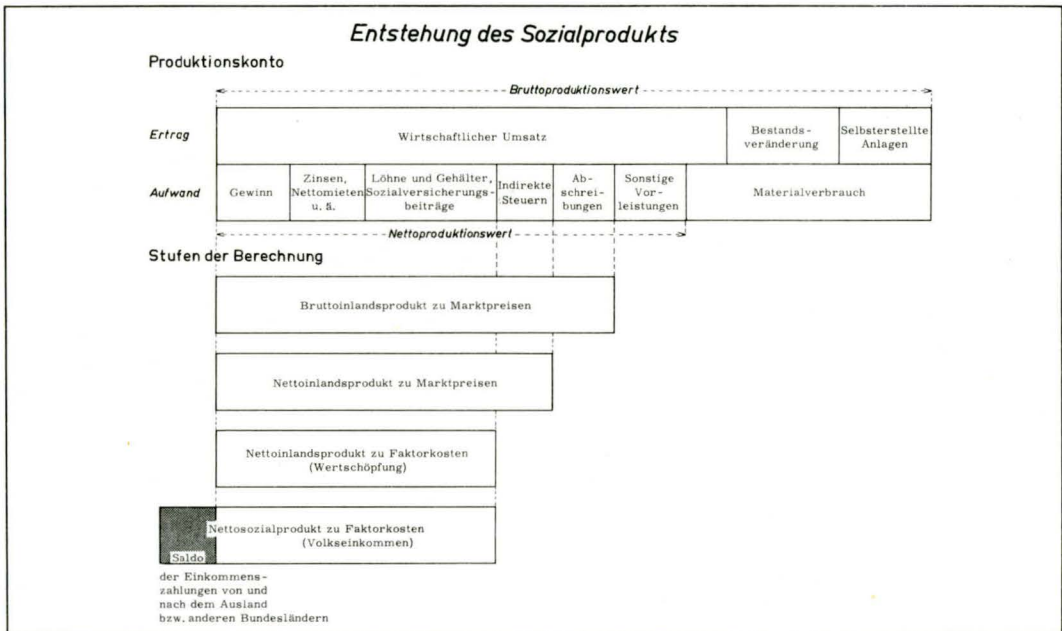 Entstehung des Sozialprodukts
Produktionskonto
Bruttoproduktionswert
Ertrag
Wirtschaftlicher Umsatz
Bestands-
veränderung
Selbsterstellte
Anlagen
Aufwand
Gewinn
Zinsen,
Nettomieten
u. ä.
Löhne und Gehälter,
Sozialversicherungs-
beiträge
Indirekte
Steuern
Ab-
schrei-
bungen
Sonstige
Vor-
leistungen
Materialverbrauch
Nettoproduktionswert
Stufen der Berechnung
Bruttoinlandsprodukt zu Marktpreisen
Nettoinlandsprodukt zu Marktpreisen
Nettoinlandsprodukt zu Faktorkosten
(Wertschöpfung)
Nettosozialprodukt zu Faktorkosten
(Volkseinkommen)
Saldo
der Einkommens-
zahlungen von und
nach dem Ausland
bzw. anderen Bundesländern